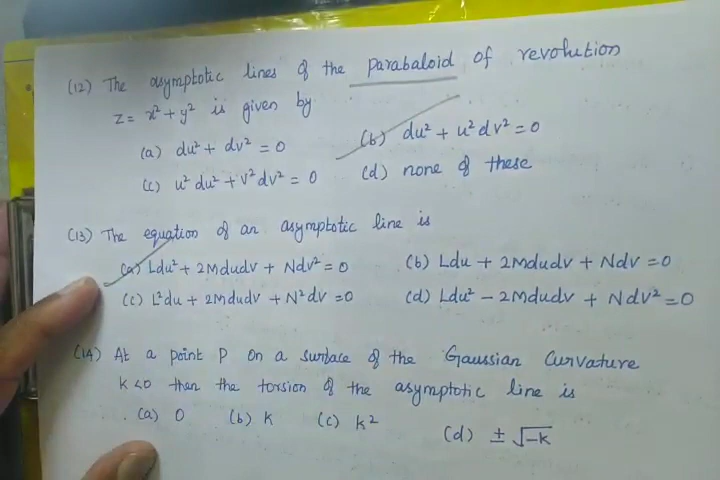 (12) The asymptotic lines of the parabaloid of revolution
z = x² + y² is given by
(a) du² + dv² = 0 (b) du² + u² dv² = 0
(c) u² du² + v² dv² = 0 (d) none of these
(13) The equation of an asymptotic line is
(a) Ldu² + 2Mdudv + Ndv² = 0 (b) Ldu + 2Mdudv + Ndv = 0
(c) L²du + 2Mdudv + N²dv = 0 (d) Ldu² - 2Mdudv + Ndv² = 0
(14) At a point P on a surface of the Gaussian Curvature
k < 0 then the torsion of the asymptotic line is
(a) 0 (b) k (c) k² (d) ± √-k